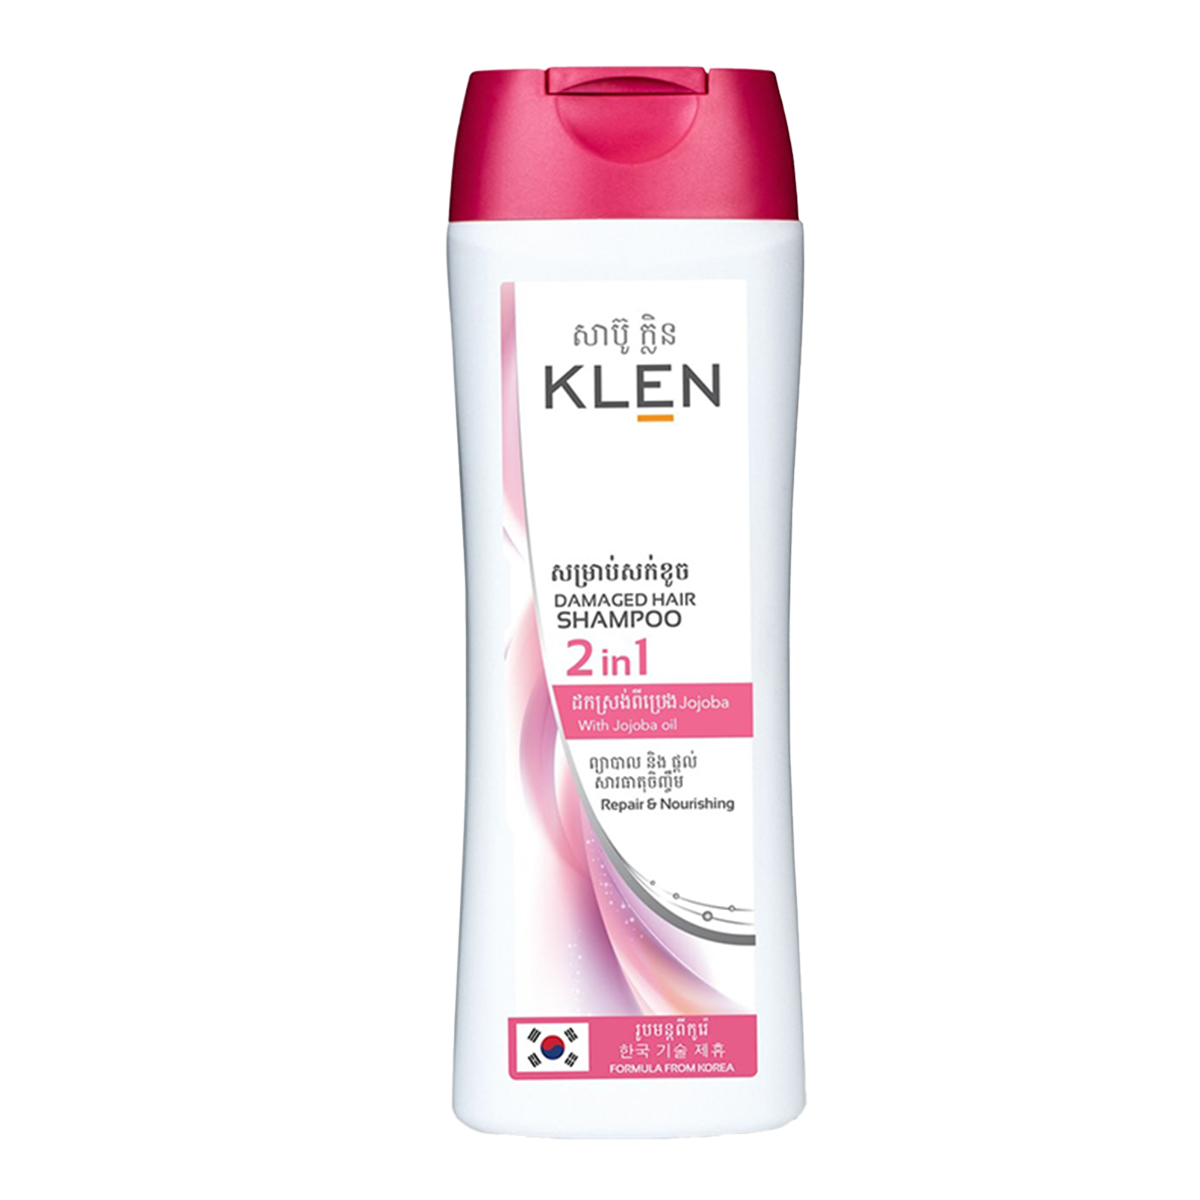 សាប៊ូ ក្លិន
KLEN
សម្រាប់សក់ខូច
DAMAGED HAIR
SHAMPOO
2 in 1
ដកស្រង់ពីប្រេង Jojoba
With Jojoba oil
ព្យាបាល និង ផ្តល់
សារធាតុចិញ្ចឹម
Repair & Nourishing
រូបមន្តពីកូរ៉េ
한국 기술 제휴
FORMULA FROM KOREA